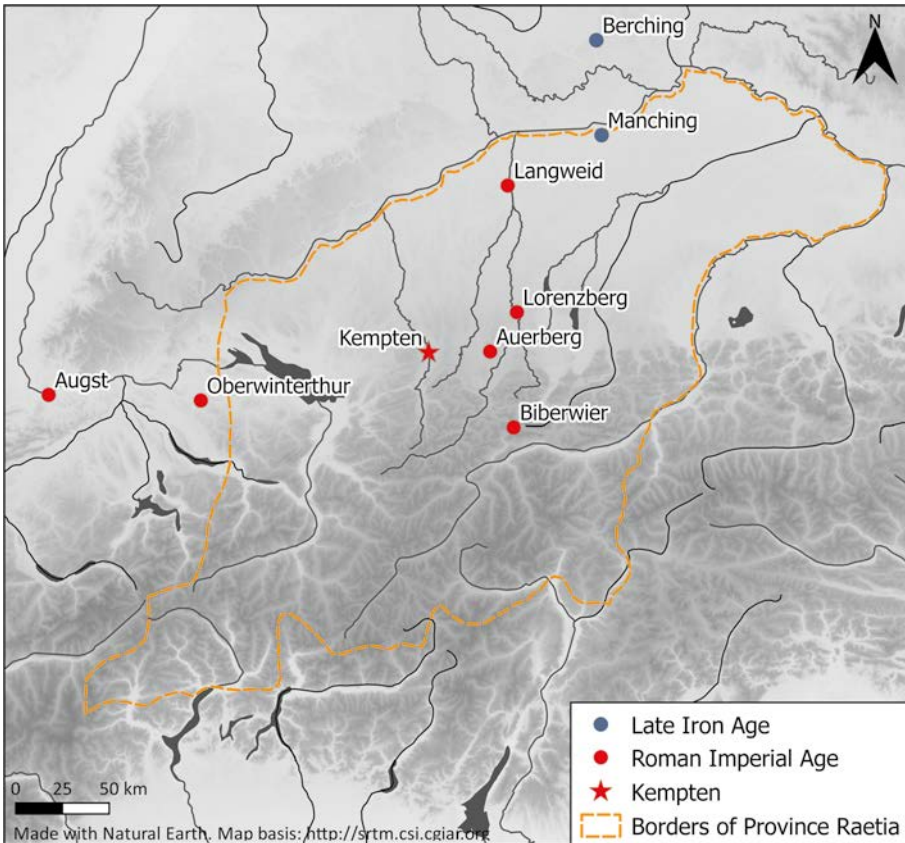 Berching
N
Manching
Langweid
Lorenzberg
Kempten
Auerberg
Augst
Oberwinterthur
Biberwier
Late Iron Age
Roman Imperial Age
Kempten
Borders of Province Raetia
0 25 50 km
Made with Natural Earth. Map basis: http://srtm.csi.cgiar.org